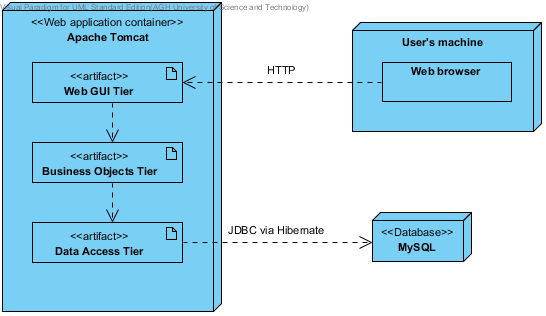 Visual Paradigm for UML Standard Edition(AGH University of Science and Technology)
<<Web application container>>
Apache Tomcat
<<artifact>>
Web GUI Tier
HTTP
User's machine
Web browser
<<artifact>>
Business Objects Tier
<<artifact>>
Data Access Tier
JDBC via Hibernate
<<Database>>
MySQL